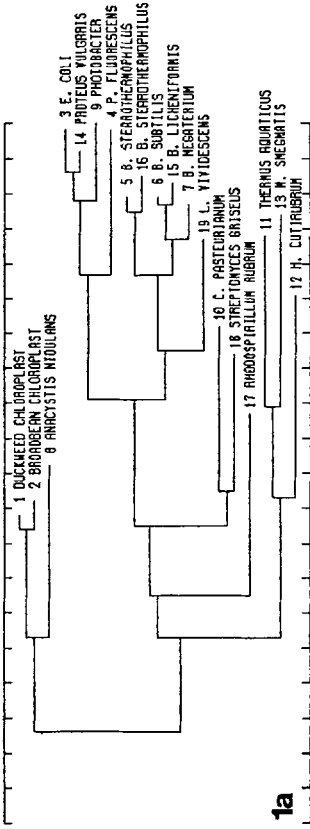 1 DUCKWEED CHLOROPLAST
2 BROADBEAN CHLOROPLAST
8 ANACYSTIS NIDULANS
3 E. COLI
14 PROTEUS VULGARIS
9 PHOTOBACTER
4 P. FLUORESCENS
5 B. STEAROTHERMOPHILUS
16 B. STEAROTHERMOPHILUS
6 B. SUBTILIS
15 B. LICHENIFORMIS
7 B. MEGATERIUM
19 L. VIVIDESCENS
10 C. PASTEURIANUM
18 STREPTOMYCES GRISEUS
17 RHODOSPIRILLUM RUBRUM
11 THERMUS AQUATICUS
13 M. SMEGMATIS
12 H. CUTIRUBRUM
1a